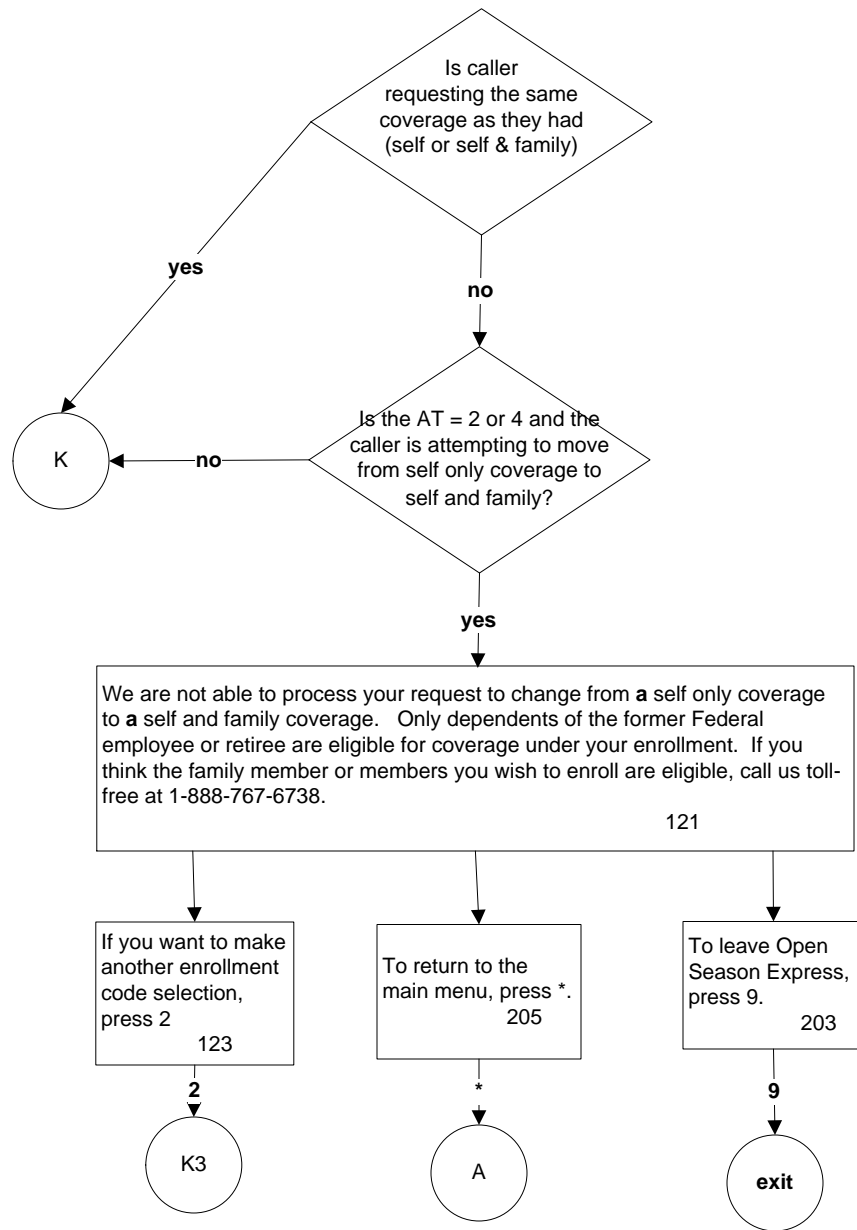 Is caller
requesting the same
coverage as they had
(self or self & family)
yes
no
Is the AT = 2 or 4 and the
caller is attempting to move
from self only coverage to
self and family?
K
no
yes
We are not able to process your request to change from a self only coverage
to a self and family coverage.   Only dependents of the former Federal
employee or retiree are eligible for coverage under your enrollment.  If you
think the family member or members you wish to enroll are eligible, call us toll-
free at 1-888-767-6738.
121
If you want to make
another enrollment
code selection,
press 2
123
To return to the
main menu, press *.
205
To leave Open
Season Express,
press 9.
203
2
*
9
K3
A
exit